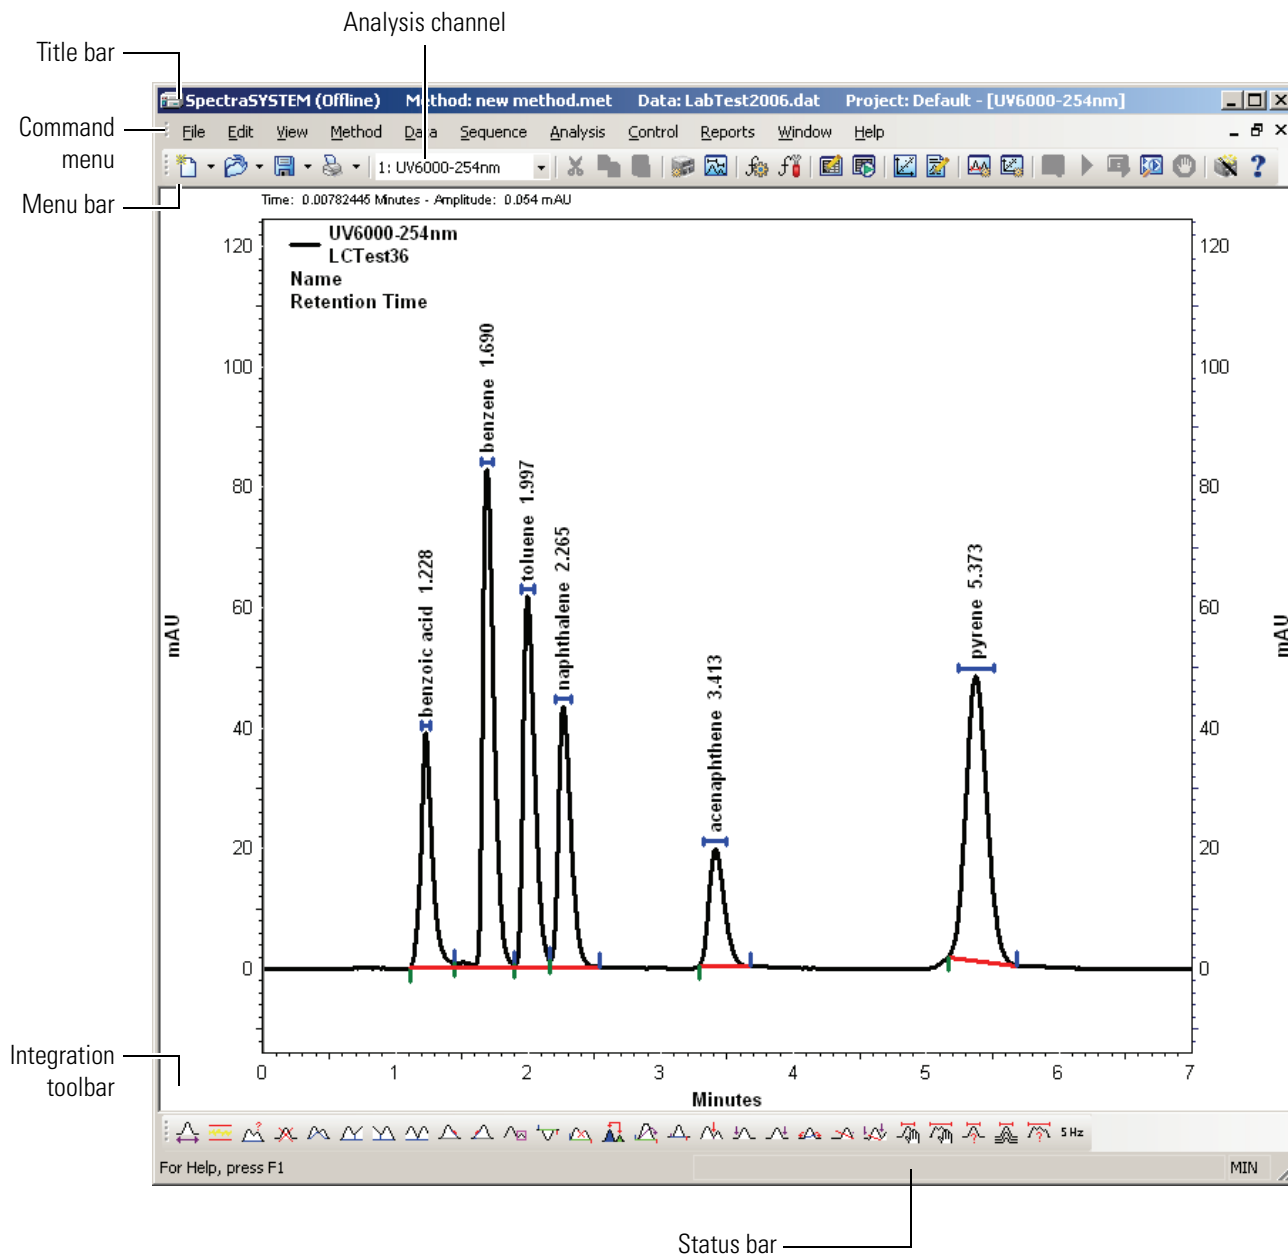 Analysis channel
Title bar
SpectraSYSTEM (Offline) Method: new method.met Data: LabTest2006.dat Project: Default - [UV6000-254nm]
Command
menu
File Edit View Method Data Sequence Analysis Control Reports Window Help
1: UV6000-254nm
Menu bar
Time: 0.00782445 Minutes - Amplitude: 0.054 mAU
UV6000-254nm
LCTest36
Name
Retention Time
120
100
80
60
40
20
0
mAU
120
100
80
60
40
20
0
mAU
benzoic acid 1.228
benzene 1.690
toluene 1.997
naphthalene 2.265
acenaphthene 3.413
pyrene 5.373
0 1 2 3 4 5 6 7
Minutes
Integration
toolbar
5 Hz
For Help, press F1
MIN
Status bar